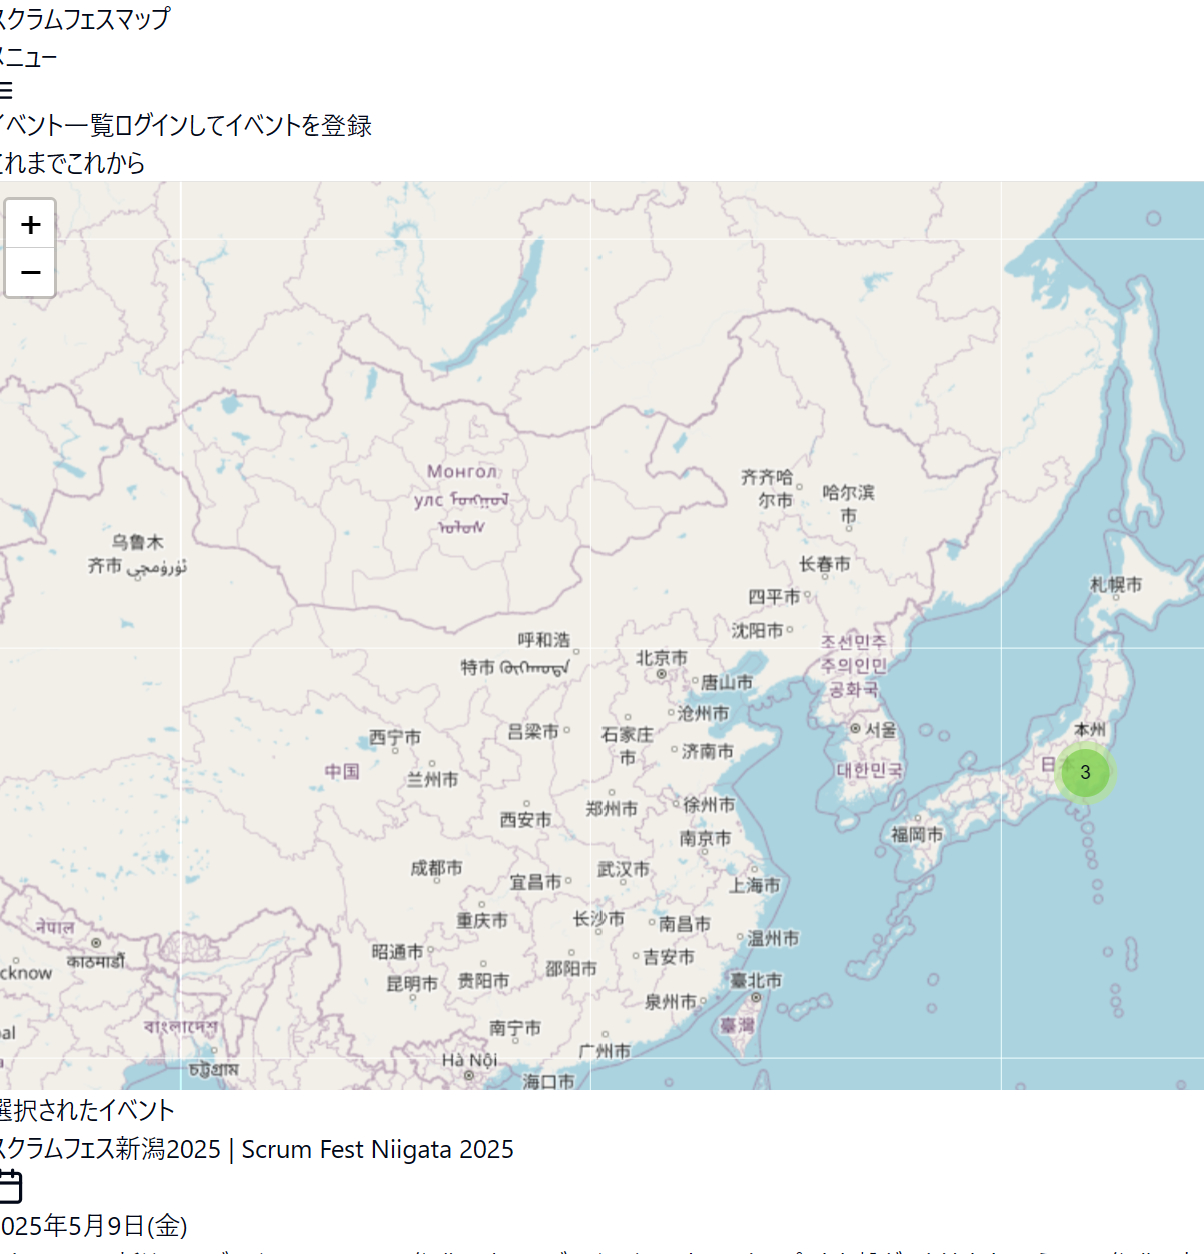 スクラムフェスマップ
メニュー
イベント一覧ログインしてイベントを登録
これまでこれから
+
−
Монгол
улс
齐齐哈
尔市
哈尔滨
市
乌鲁木
齐市 ئۈرۈمچى
长春市
四平市
札幌市
沈阳市
呼和浩
特市
北京市
조선민주
주의인민
공화국
唐山市
沧州市
西宁市
吕梁市
石家庄
市
济南市
서울
本州
中国
兰州市
대한민국
日本
3
西安市
郑州市
徐州市
南京市
福岡市
成都市
宜昌市
武汉市
上海市
重庆市
长沙市
南昌市
温州市
नेपाल
काठमाडौँ
cknow
昭通市
昆明市
贵阳市
邵阳市
吉安市
臺北市
泉州市
বাংলাদেশ
南宁市
臺灣
চট্টগ্রাম
Hà Nội
广州市
海口市
選択されたイベント
スクラムフェス新潟2025 | Scrum Fest Niigata 2025
2025年5月9日(金)